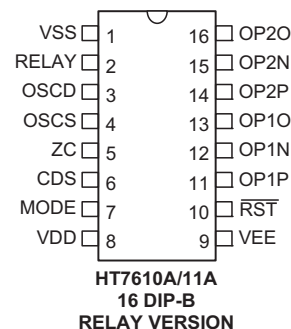 VSS 1 16 OP2O
RELAY 2 15 OP2N
OSCD 3 14 OP2P
OSCS 4 13 OP1O
ZC 5 12 OP1N
CDS 6 11 OP1P
MODE 7 10 R̅S̅T̅
VDD 8 9 VEE
HT7610A/11A
16 DIP-B
RELAY VERSION